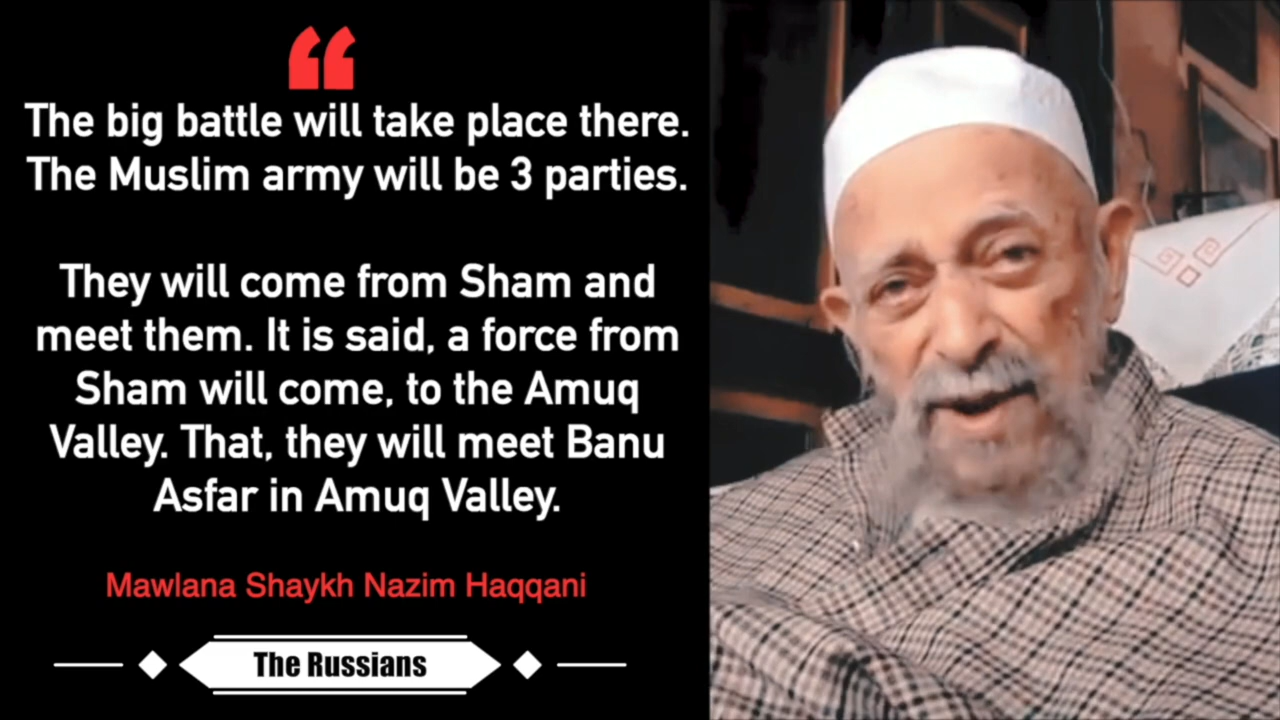 “
The big battle will take place there.
The Muslim army will be 3 parties.
They will come from Sham and
meet them. It is said, a force from
Sham will come, to the Amuq
Valley. That, they will meet Banu
Asfar in Amuq Valley.
Mawlana Shaykh Nazim Haqqani
The Russians